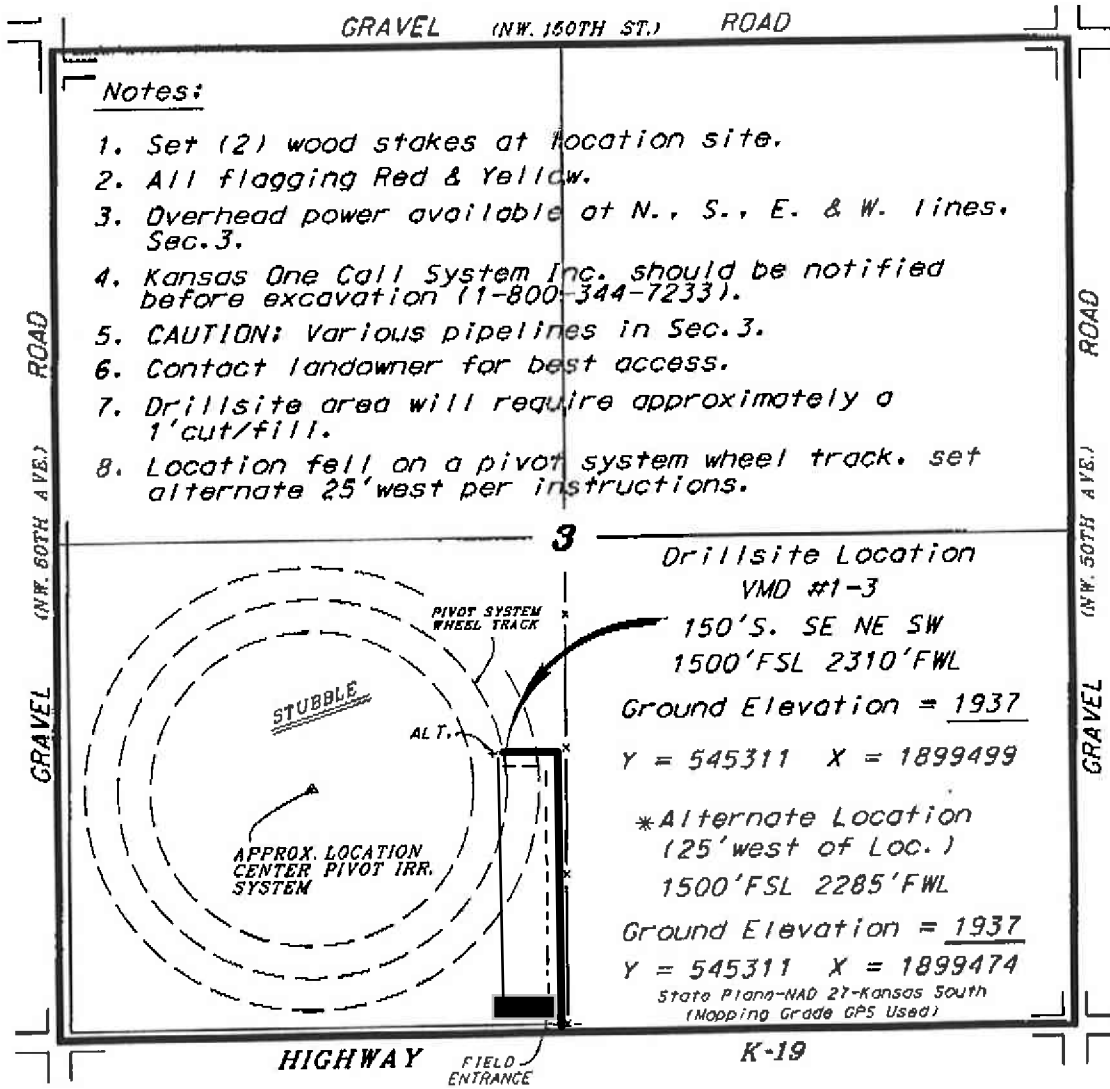 GRAVEL (NW. 150TH ST.) ROAD
Notes:
1. Set (2) wood stakes at location site.
2. All flagging Red & Yellow.
3. Overhead power available at N., S., E. & W. lines.
Sec.3.
4. Kansas One Call System Inc. should be notified
before excavation (1-800-344-7233).
5. CAUTION: Various pipelines in Sec.3.
6. Contact landowner for best access.
7. Drillsite area will require approximately a
1'cut/fill.
8. Location fell on a pivot system wheel track. set
alternate 25'west per instructions.
GRAVEL (NW. 60TH AVE.) ROAD
GRAVEL (NW. 50TH AVE.) ROAD
3
PIVOT SYSTEM
WHEEL TRACK
STUBBLE
ALT.
APPROX. LOCATION
CENTER PIVOT IRR.
SYSTEM
Drillsite Location
VMD #1-3
150'S. SE NE SW
1500'FSL 2310'FWL
Ground Elevation = 1937
Y = 545311 X = 1899499
*Alternate Location
(25'west of Loc.)
1500'FSL 2285'FWL
Ground Elevation = 1937
Y = 545311 X = 1899474
State Plane-NAD 27-Kansas South
(Mapping Grade GPS Used)
HIGHWAY K-19
FIELD
ENTRANCE